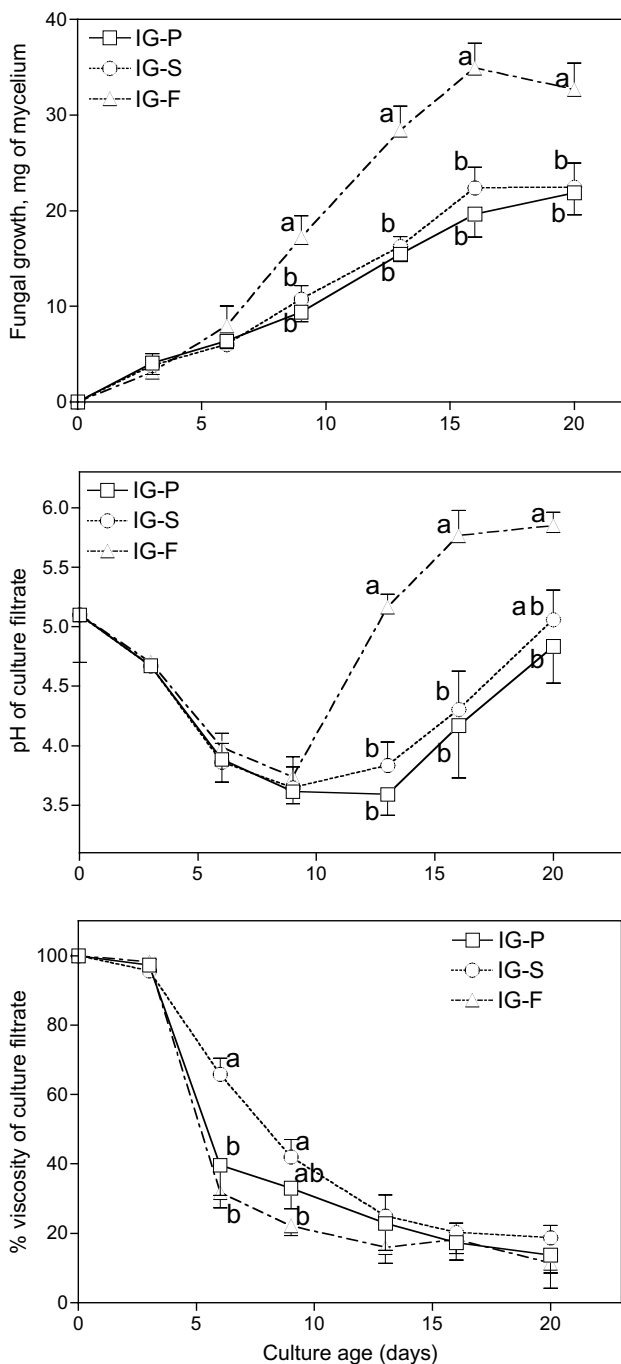 Fungal growth, mg of mycelium
40
30
20
10
0
IG-P
IG-S
IG-F
a
a
a
a
b
b
b
b
b
b
b
b
0
5
10
15
20
pH of culture filtrate
6.0
5.5
5.0
4.5
4.0
3.5
IG-P
IG-S
IG-F
a
a
a
b
b
ab
b
b
b
0
5
10
15
20
% viscosity of culture filtrate
100
80
60
40
20
0
IG-P
IG-S
IG-F
a
b
b
a
ab
b
0
5
10
15
20
Culture age (days)